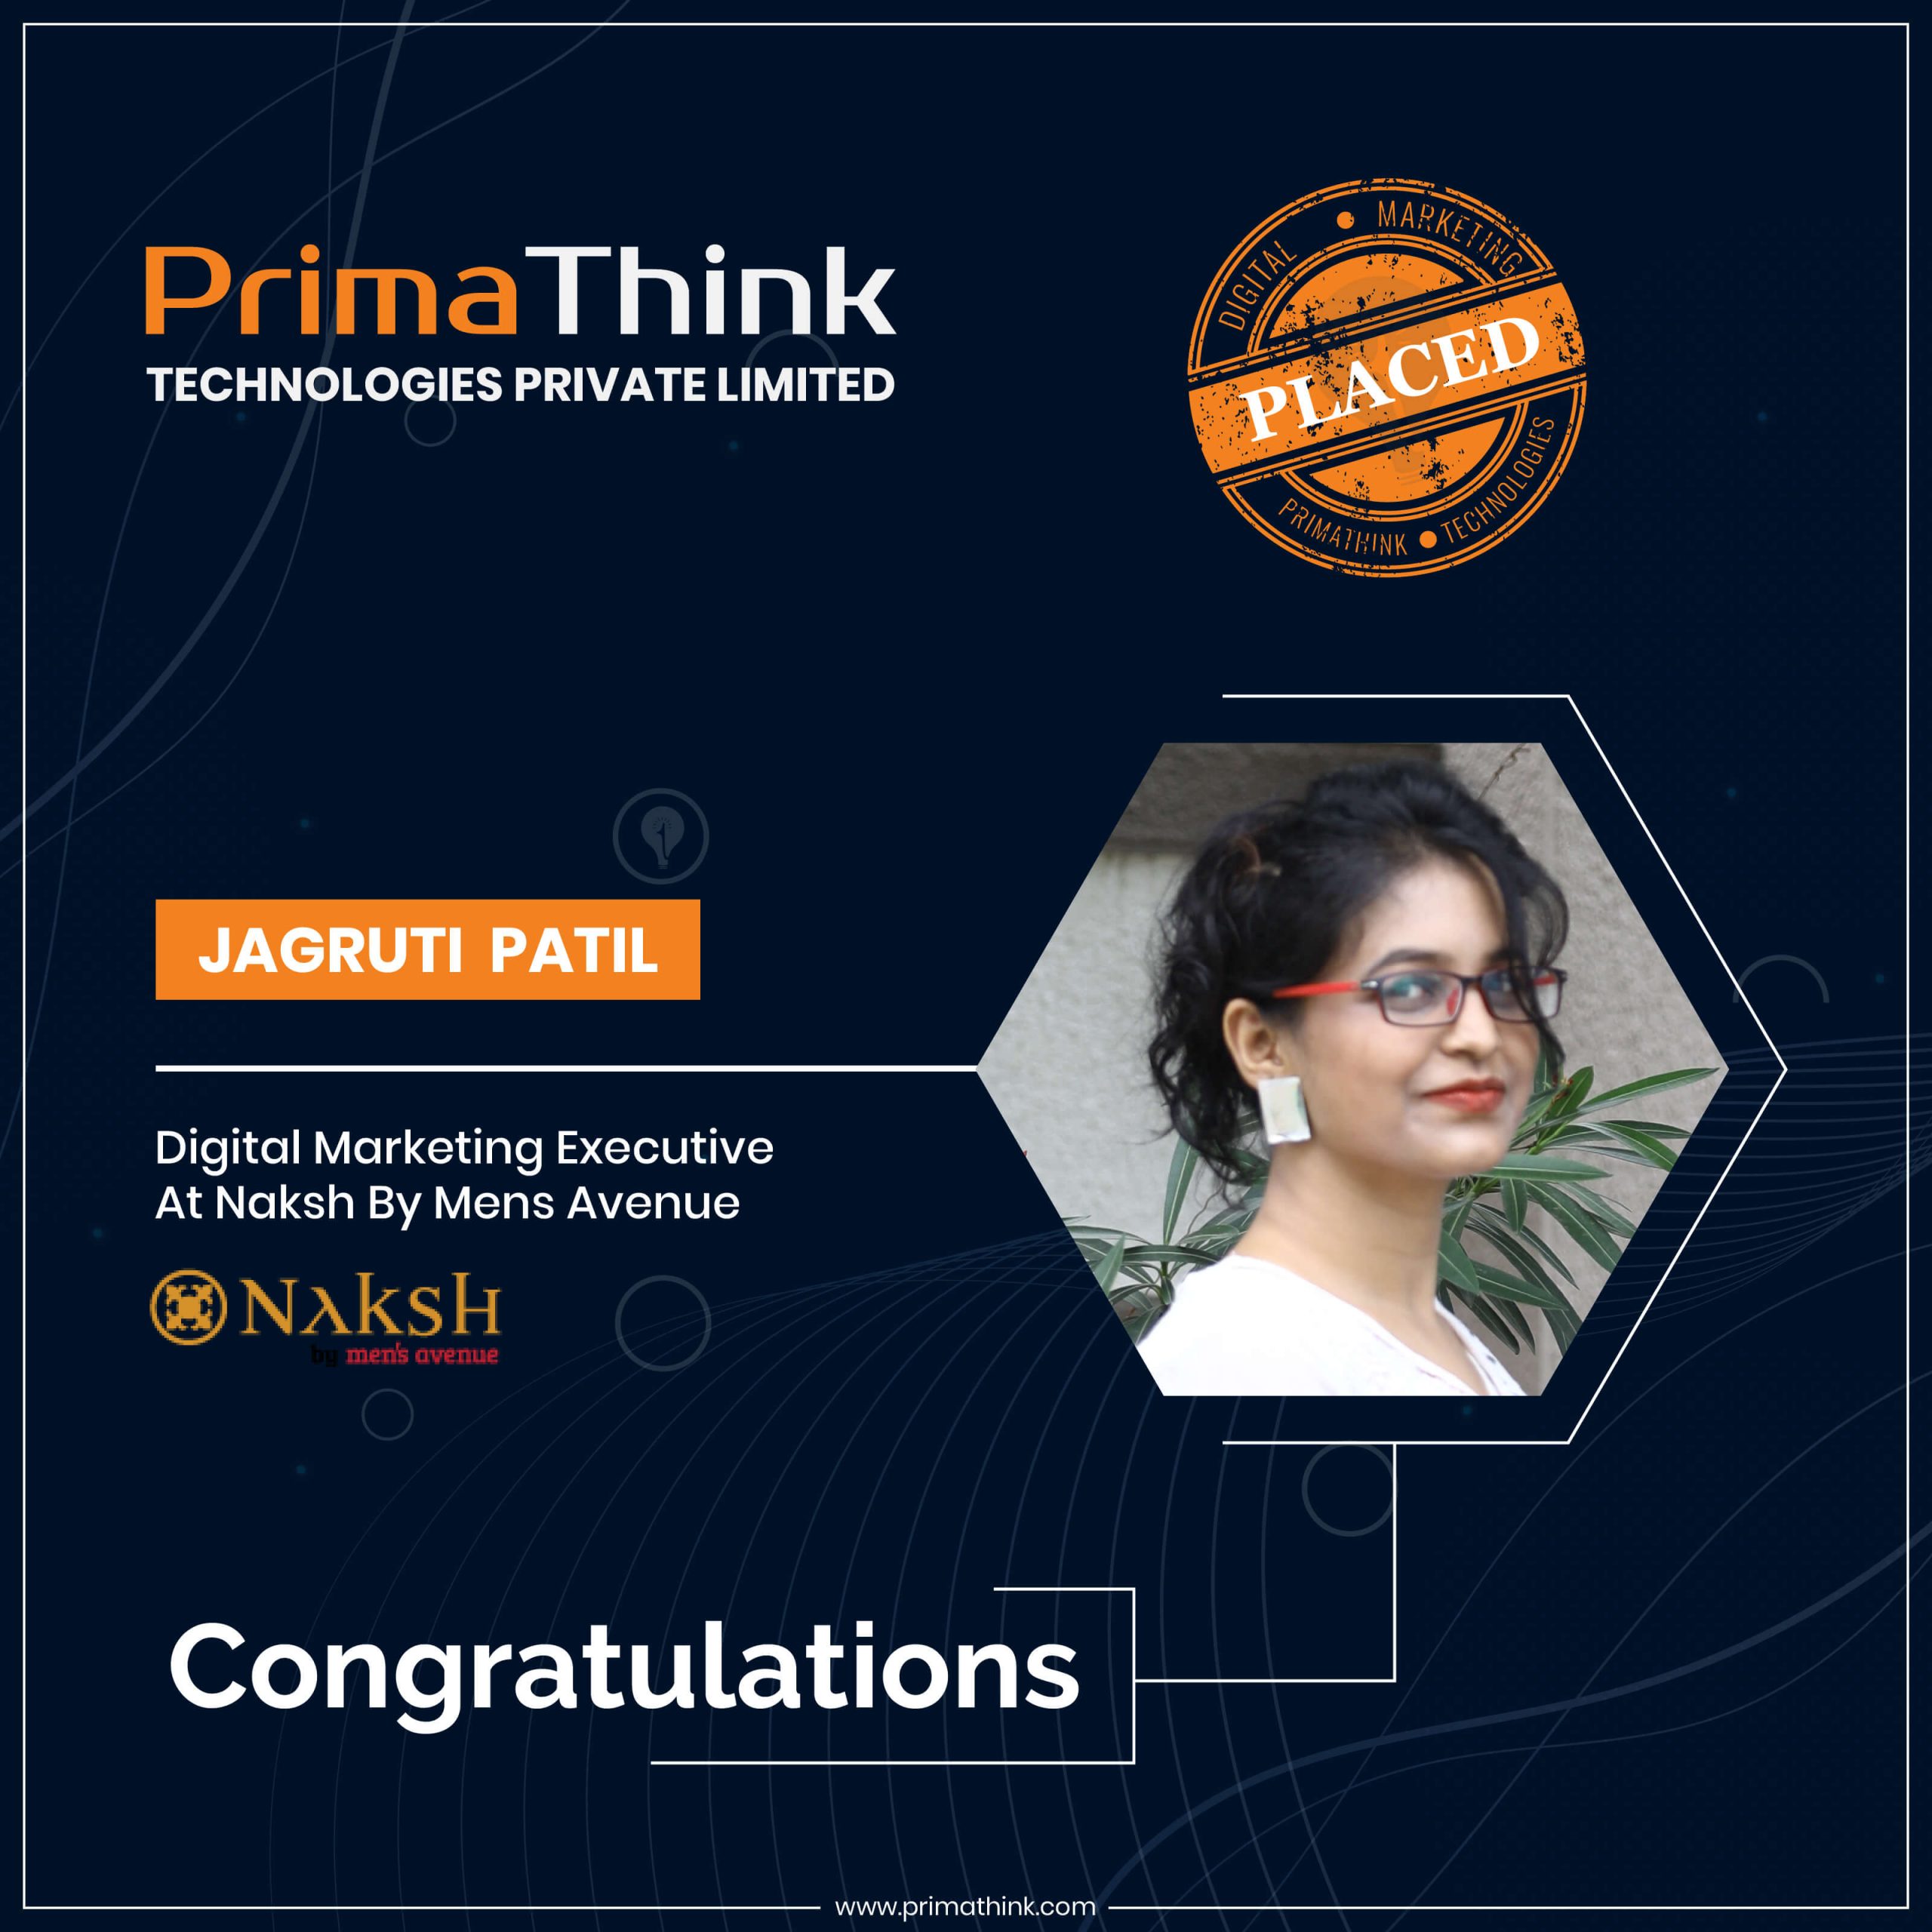 PrimaThink
TECHNOLOGIES PRIVATE LIMITED
DIGITAL • MARKETING
PLACED
PRIMATHINK • TECHNOLOGIES
JAGRUTI PATIL
Digital Marketing Executive
At Naksh By Mens Avenue
Naksh
by men's avenue
Congratulations
www.primathink.com